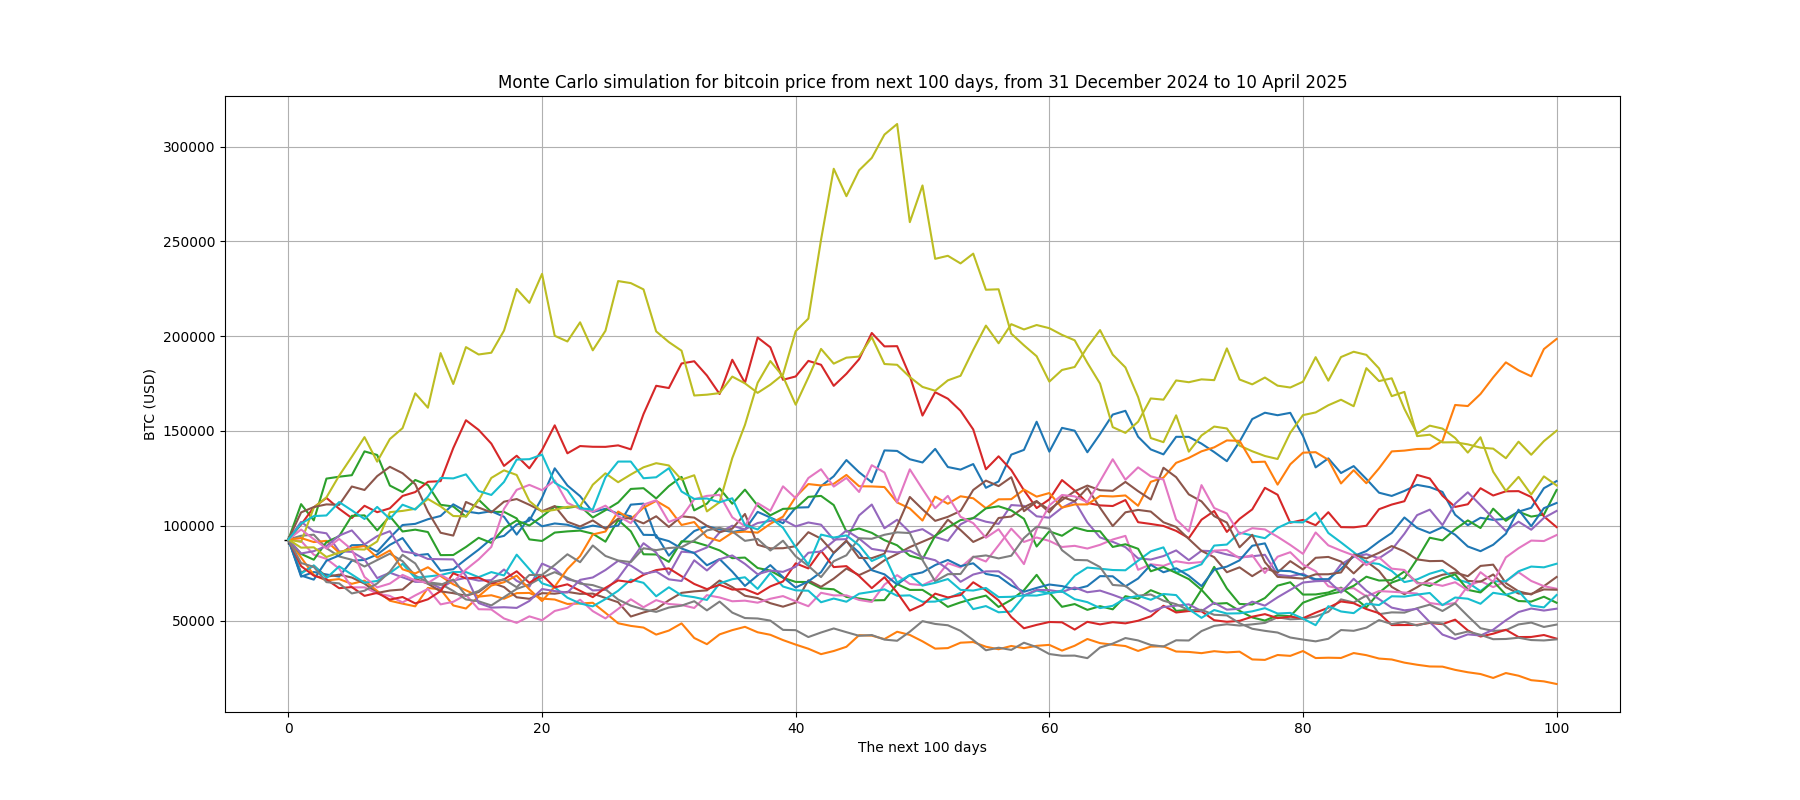 Monte Carlo simulation for bitcoin price from next 100 days, from 31 December 2024 to 10 April 2025
300000
250000
200000
150000
100000
50000
BTC (USD)
0 20 40 60 80 100
The next 100 days